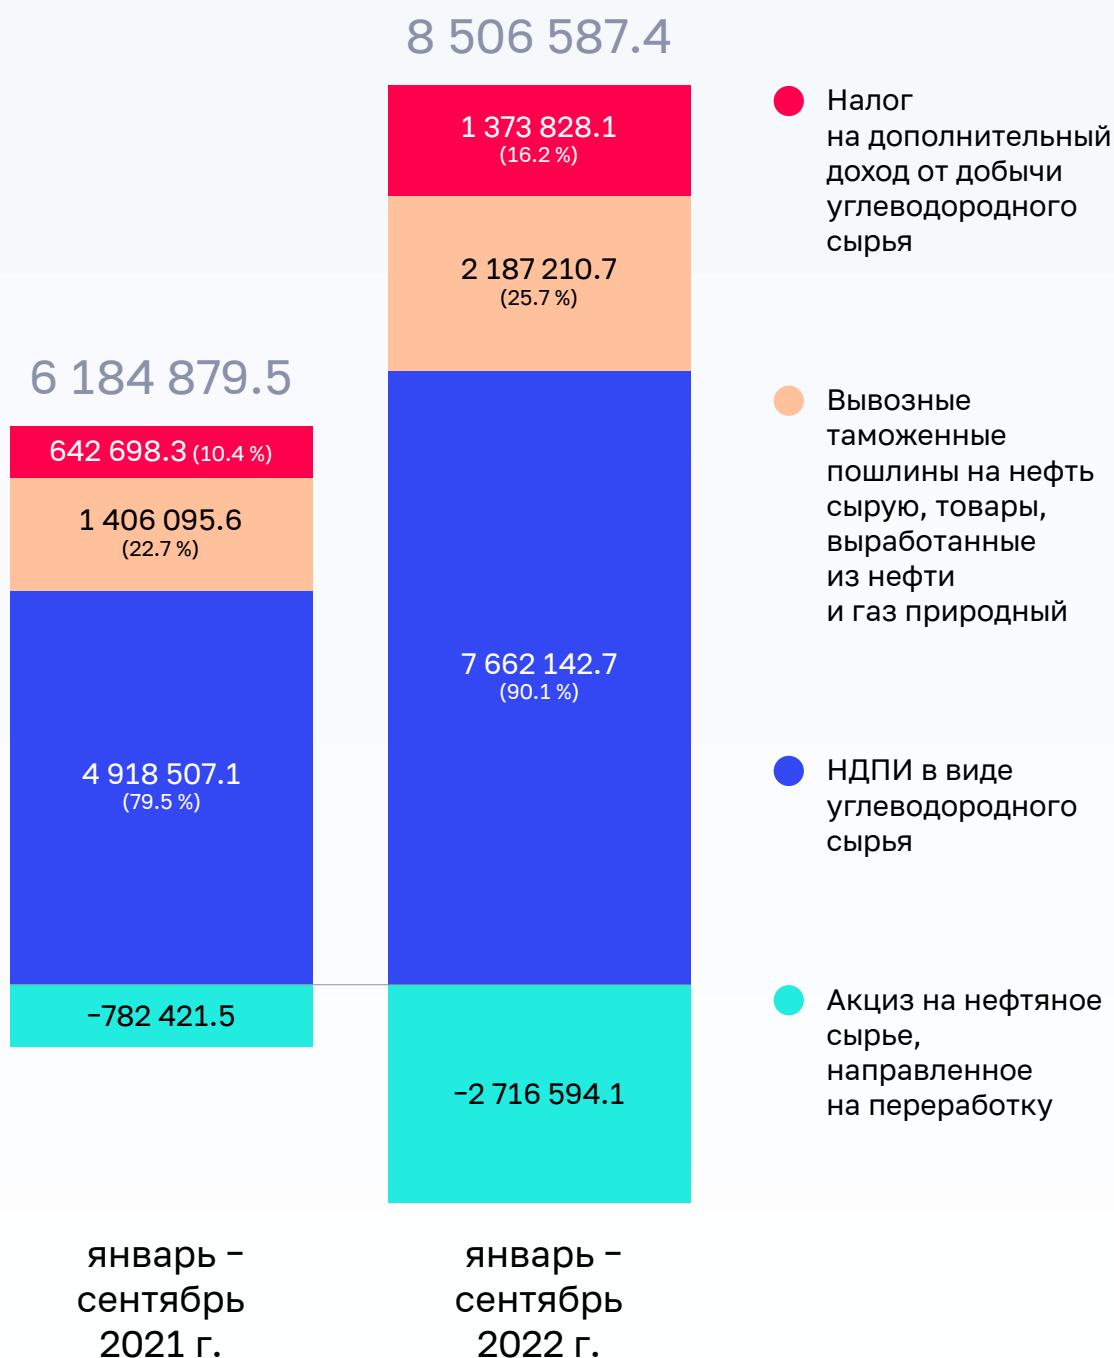 8 506 587.4
1 373 828.1
(16.2 %)
2 187 210.7
(25.7 %)
7 662 142.7
(90.1 %)
−2 716 594.1
6 184 879.5
642 698.3 (10.4 %)
1 406 095.6
(22.7 %)
4 918 507.1
(79.5 %)
−782 421.5
январь –
сентябрь
2021 г.
январь –
сентябрь
2022 г.
Налог
на дополнительный
доход от добычи
углеводородного
сырья
Вывозные
таможенные
пошлины на нефть
сырую, товары,
выработанные
из нефти
и газ природный
НДПИ в виде
углеводородного
сырья
Акциз на нефтяное
сырье,
направленное
на переработку